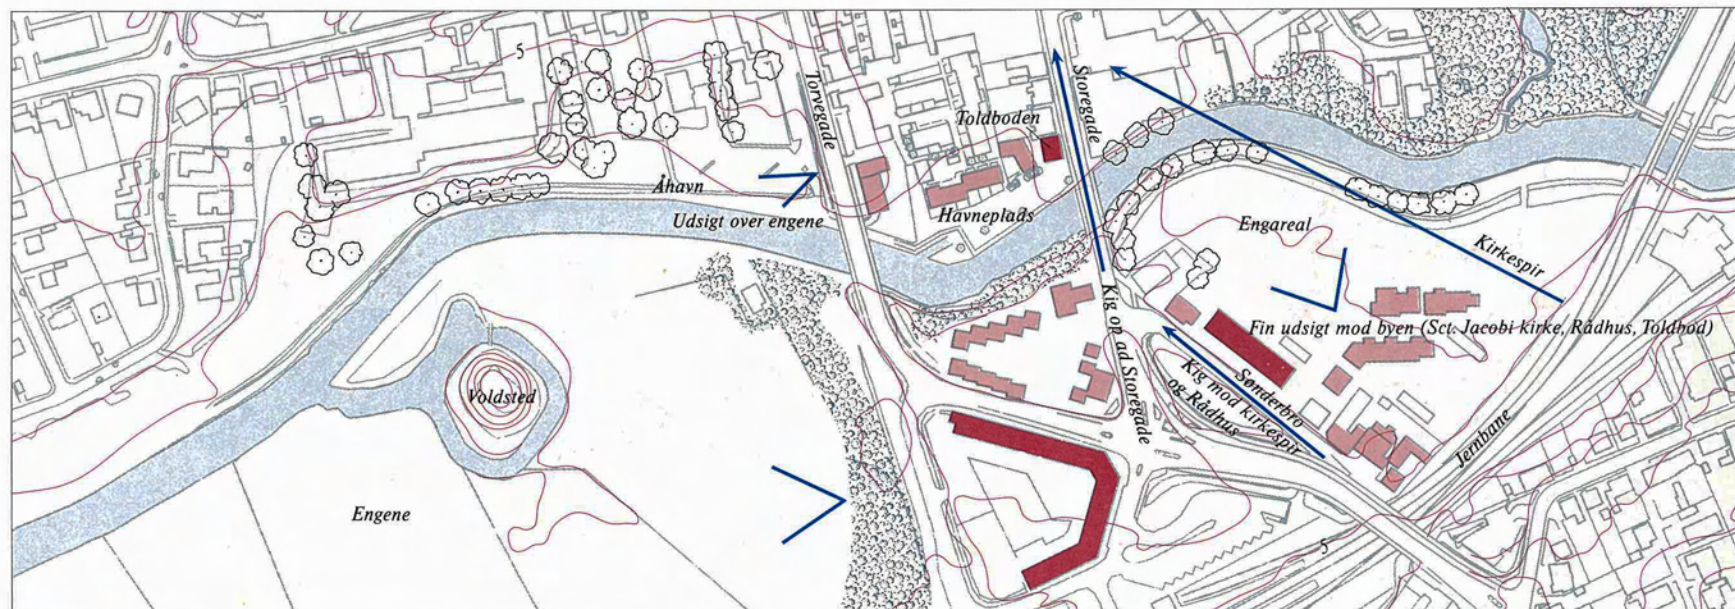 5
Torvegade
Storegade
Toldboden
Åhavn
Udsigt over engene
Havneplads
Engareal
Kirkespir
Kig op ad Storegade
Fin udsigt mod byen (Sct. Jacobi kirke, Rådhus, Toldbod)
Voldsted
Sønderbro
Kig mod kirkespir
og Rådhus
Jernbane
Engene
5